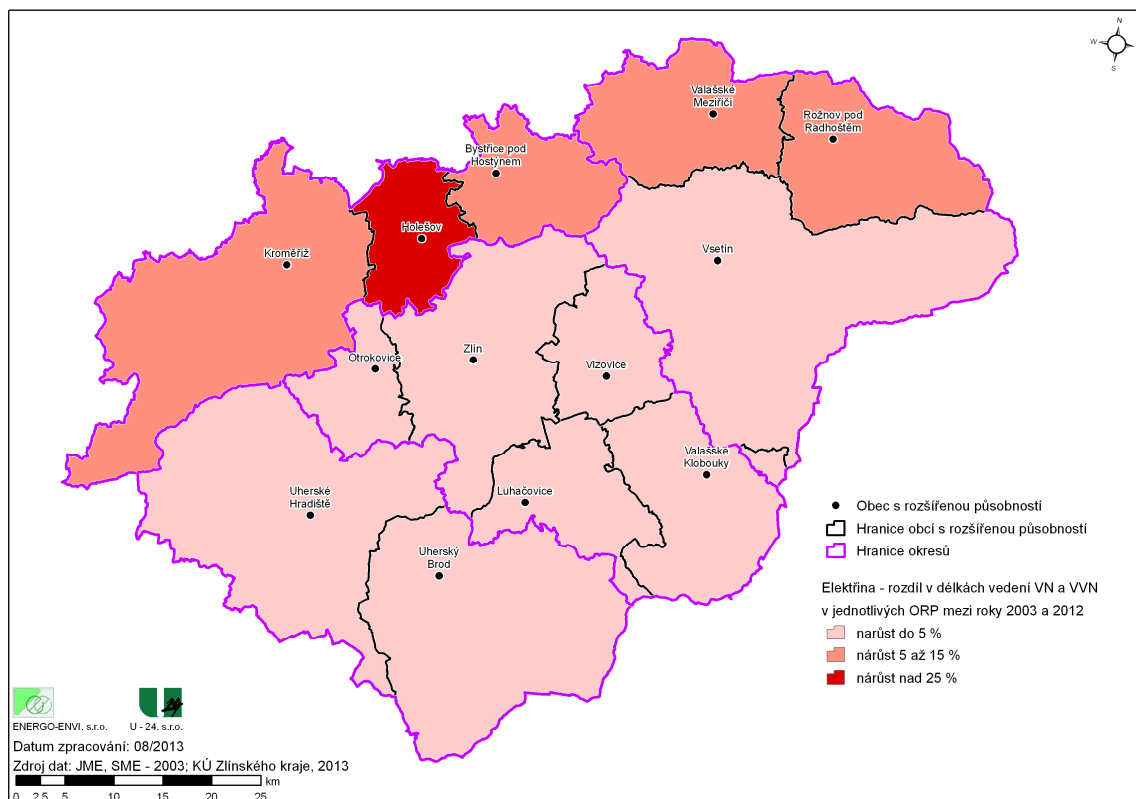 N
W
S
Valašské
Meziříčí
Rožnov pod
Radhoštěm
Bystřice pod
Hostýnem
Holešov
Kroměříž
Vsetín
Zlín
Otrokovice
Vizovice
Valašské
Klobouky
Uherské
Hradiště
Luhačovice
Uherský
Brod
Obec s rozšířenou působností
Hranice obcí s rozšířenou působností
Hranice okresů
Elektřina - rozdíl v délkách vedení VN a VVN
v jednotlivých ORP mezi roky 2003 a 2012
narůst do 5 %
nárůst 5 až 15 %
nárůst nad 25 %
ENERGO-ENVI. s.r.o. U - 24. s.r.o.
Datum zpracování: 08/2013
Zdroj dat: JME, SME - 2003; KÚ Zlínského kraje, 2013
km
0 2,5 5 10 15 20 25